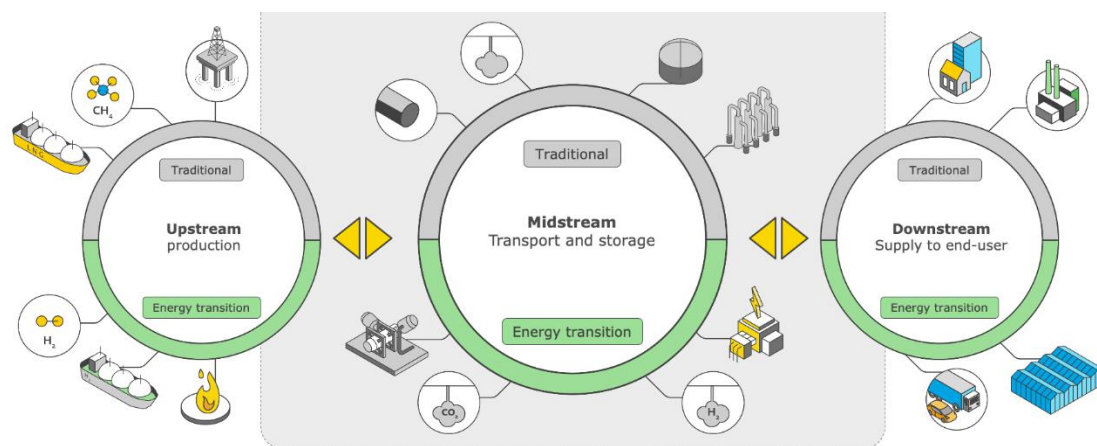 CH₄
LNG
Traditional
Upstream
production
Energy transition
H₂
Traditional
Midstream
Transport and storage
Energy transition
CO₂
H₂
Traditional
Downstream
Supply to end-user
Energy transition